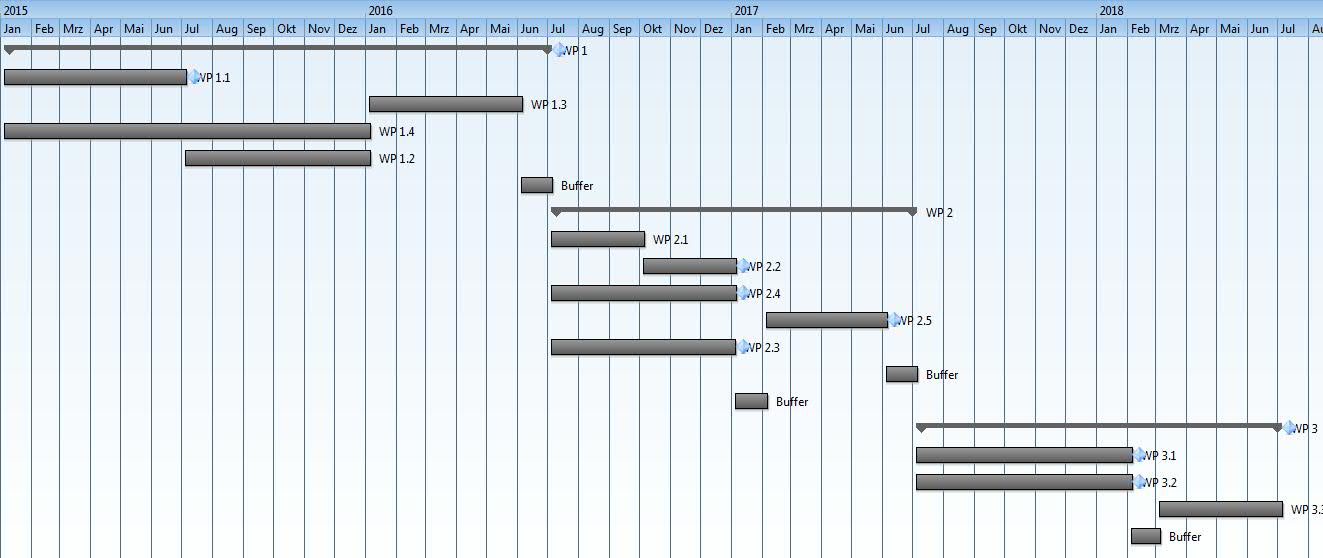 2015 2016 2017 2018
Jan Feb Mrz Apr Mai Jun Jul Aug Sep Okt Nov Dez Jan Feb Mrz Apr Mai Jun Jul Aug Sep Okt Nov Dez Jan Feb Mrz Apr Mai Jun Jul Aug Sep Okt Nov Dez Jan Feb Mrz Apr Mai Jun Jul Au
WP 1
WP 1.1
WP 1.3
WP 1.4
WP 1.2
Buffer
WP 2
WP 2.1
WP 2.2
WP 2.4
WP 2.5
WP 2.3
Buffer
Buffer
WP 3
WP 3.1
WP 3.2
WP 3.3
Buffer